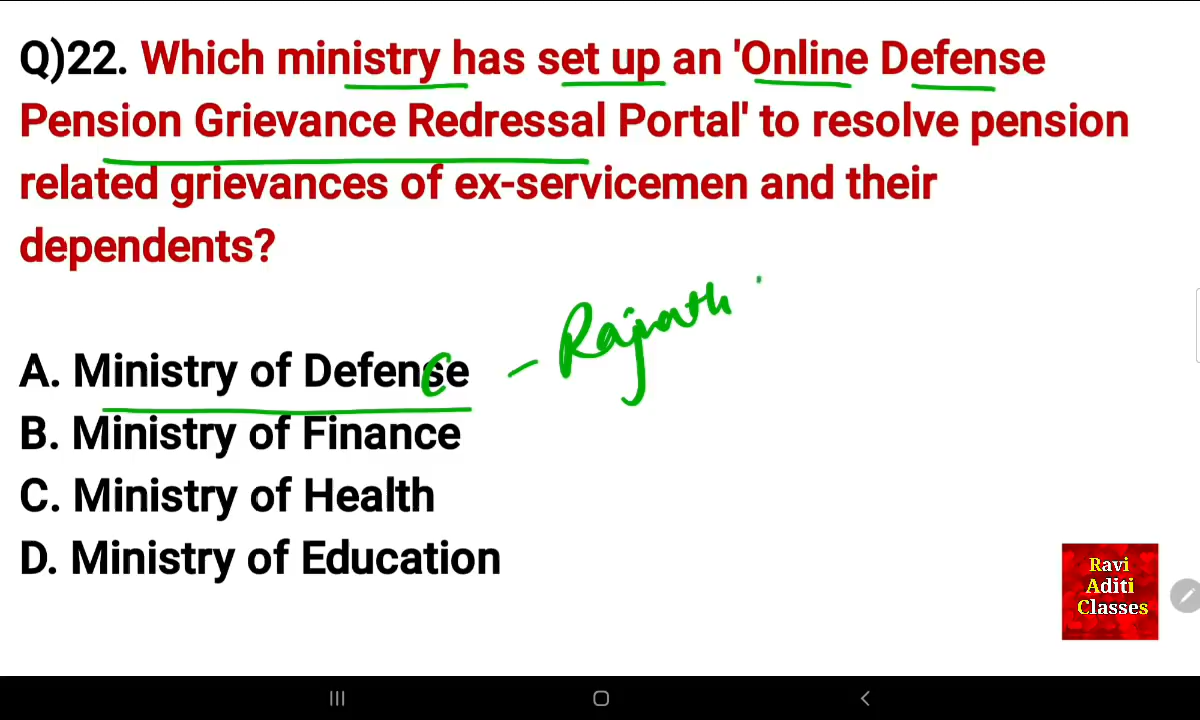 Q)22. Which ministry has set up an 'Online Defense
Pension Grievance Redressal Portal' to resolve pension
related grievances of ex-servicemen and their
dependents?
A. Ministry of Defense - Rajnath
c
B. Ministry of Finance
C. Ministry of Health
D. Ministry of Education
Ravi
Aditi
Classes